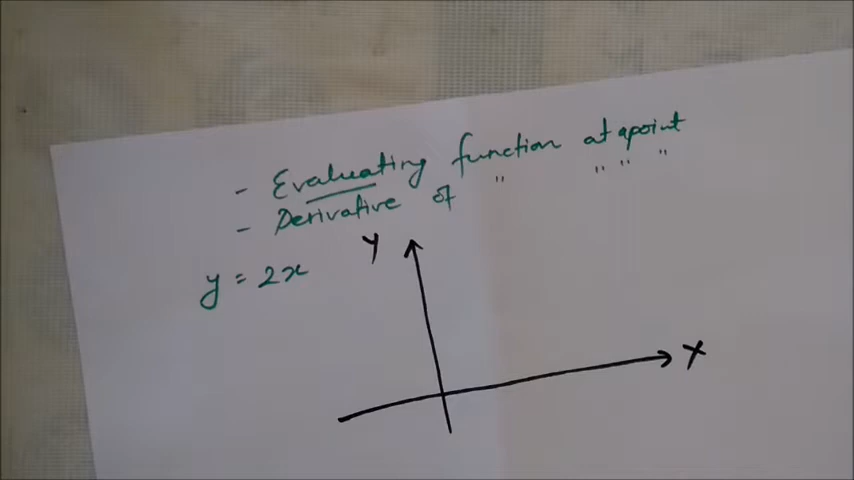 - Evaluating function at a point
- Derivative of " " " "
Y
y = 2x
X